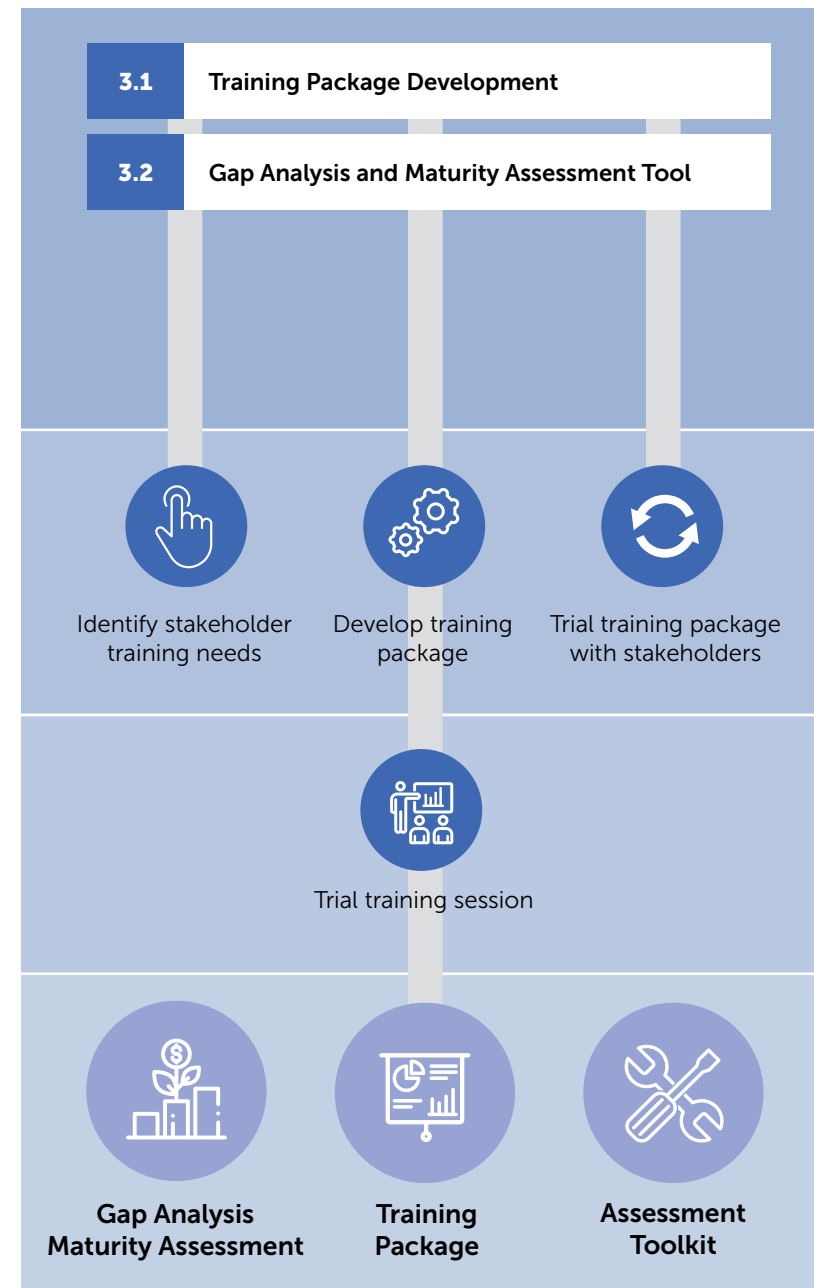 3.1 Training Package Development
3.2 Gap Analysis and Maturity Assessment Tool
Identify stakeholder
training needs
Develop training
package
Trial training package
with stakeholders
Trial training session
$
Gap Analysis
Maturity Assessment
Training
Package
Assessment
Toolkit